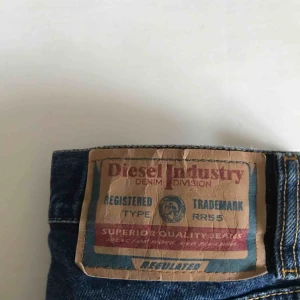 Diesel Industry
DENIM DIVISION
REGISTERED TRADEMARK
TYPE RR55
SUPERIOR QUALITY JEANS
REGULATED